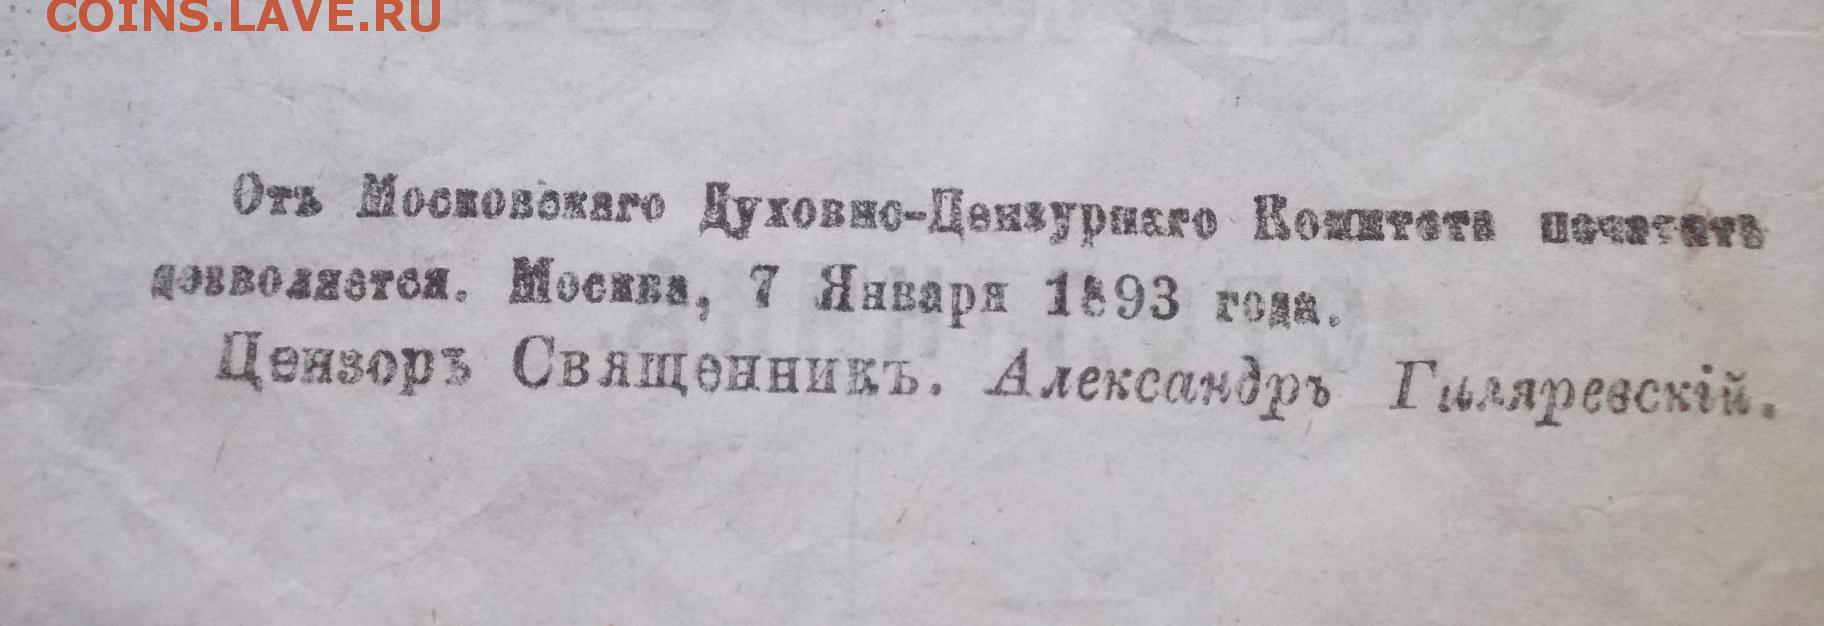 COINS.LAVE.RU
Отъ Московскаго Духовно-Цензурнаго Комитета печатать
дозволяется. Москва, 7 Января 1893 года.
Цензоръ Священникъ. Александръ Гиляревскій.